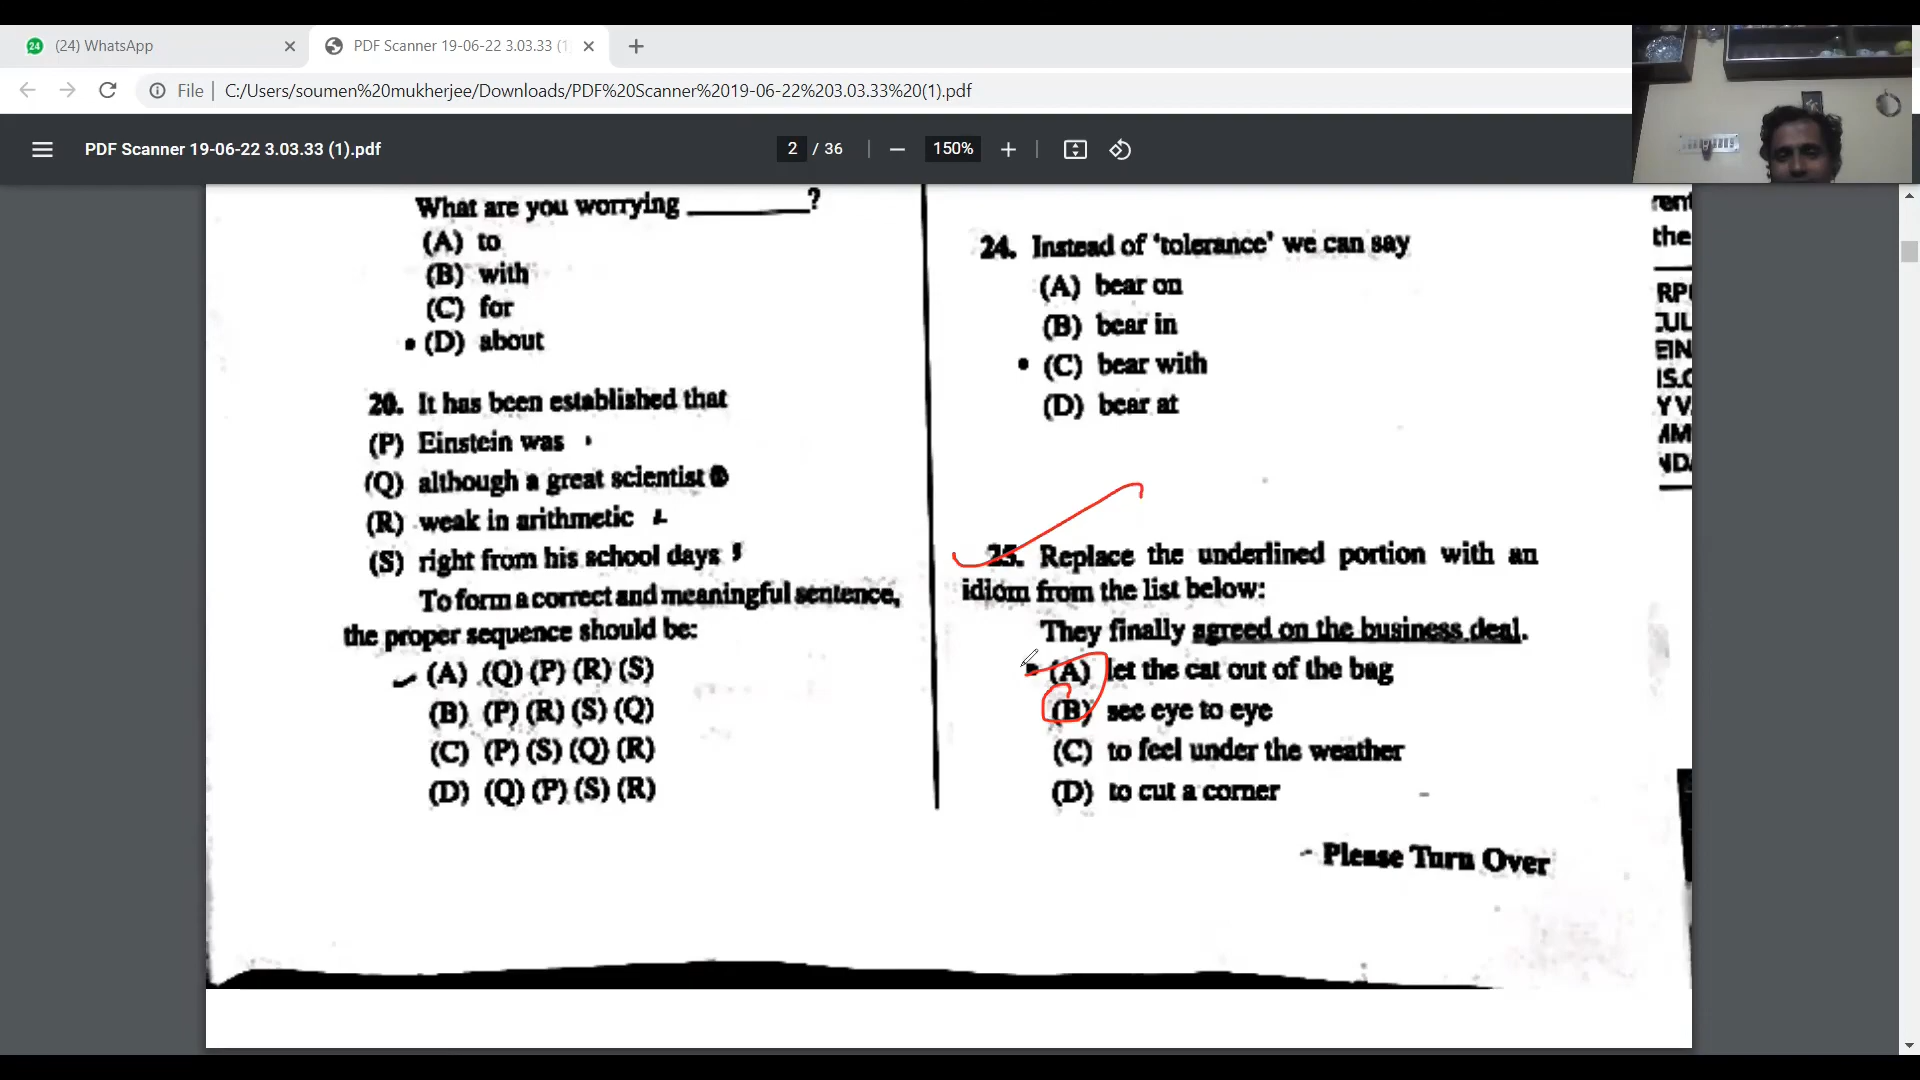 24
(24) WhatsApp
PDF Scanner 19-06-22 3.03.33 (1)
File
C:/Users/soumen%20mukherjee/Downloads/PDF%20Scanner%2019-06-22%203.03.33%20(1).pdf
PDF Scanner 19-06-22 3.03.33 (1).pdf
2 / 36
150%
What are you worrying ________?
(A) to
(B) with
(C) for
(D) about
20. It has been established that
(P) Einstein was
(Q) although a great scientist
(R) weak in arithmetic
(S) right from his school days
To form a correct and meaningful sentence,
the proper sequence should be:
(A) (Q) (P) (R) (S)
(B) (P) (R) (S) (Q)
(C) (P) (S) (Q) (R)
(D) (Q) (P) (S) (R)
24. Instead of ‘tolerance’ we can say
(A) bear on
(B) bear in
(C) bear with
(D) bear at
25. Replace the underlined portion with an
idiom from the list below:
They finally agreed on the business deal.
(A) let the cat out of the bag
(B) see eye to eye
(C) to feel under the weather
(D) to cut a corner
- Please Turn Over
the